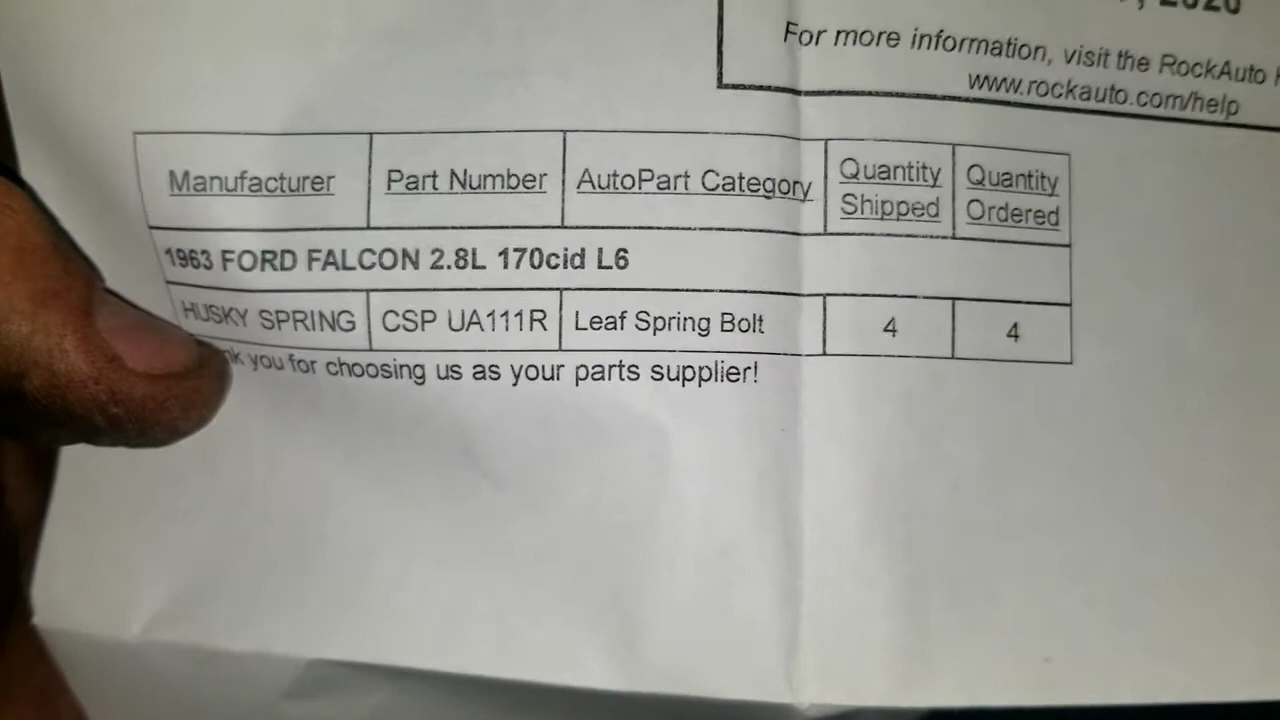 For more information, visit the RockAuto
www.rockauto.com/help
Manufacturer Part Number AutoPart Category Quantity Shipped Quantity Ordered
1963 FORD FALCON 2.8L 170cid L6
HUSKY SPRING CSP UA111R Leaf Spring Bolt 4 4
you for choosing us as your parts supplier!